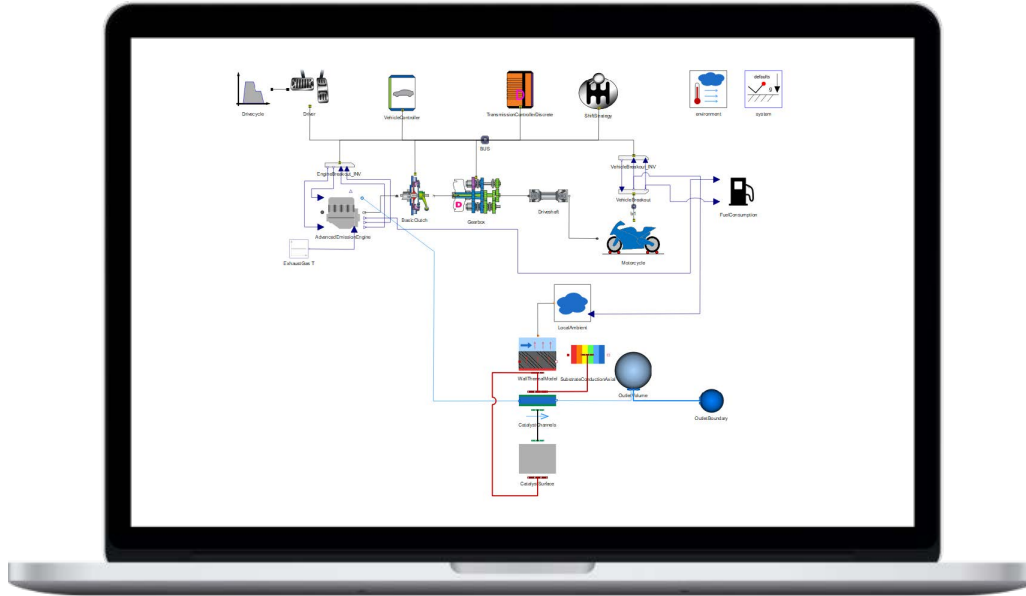 Drivecycle
Driver
VehicleController
TransmissionControllerDiscrete
ShiftStrategy
environment
defaults
g
system
BUS
EngineBreakout_INV
VehicleBreakout_INV
BasicClutch
D
Gearbox
Driveshaft
VehicleBreakout
FuelConsumption
AdvancedEmissionEngine
Motorcycle
ExhaustGas T
LocalAmbient
WallThermalModel
SubstrateConductionAxial
OutletVolume
CatalystChannels
OutletBoundary
CatalystSurface